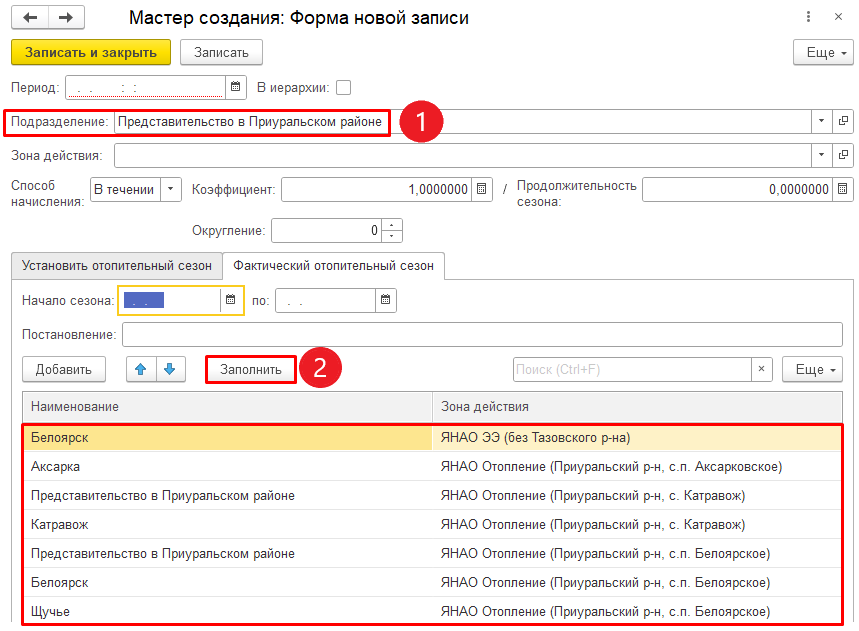 Мастер создания: Форма новой записи
Записать и закрыть Записать Еще
Период: . . : : В иерархии:
Подразделение: Представительство в Приуральском районе 1
Зона действия:
Способ начисления: В течении Коэффициент: 1,0000000 / Продолжительность сезона: 0,0000000
Округление: 0
Установить отопительный сезон Фактический отопительный сезон
Начало сезона: . . по: . .
Постановление:
Добавить Заполнить 2 Поиск (Ctrl+F) × Еще
Наименование Зона действия
Белоярск ЯНАО ЭЭ (без Тазовского р-на)
Аксарка ЯНАО Отопление (Приуральский р-н, с.п. Аксарковское)
Представительство в Приуральском районе ЯНАО Отопление (Приуральский р-н, с. Катравож)
Катравож ЯНАО Отопление (Приуральский р-н, с. Катравож)
Представительство в Приуральском районе ЯНАО Отопление (Приуральский р-н, с.п. Белоярское)
Белоярск ЯНАО Отопление (Приуральский р-н, с.п. Белоярское)
Щучье ЯНАО Отопление (Приуральский р-н, с.п. Белоярское)